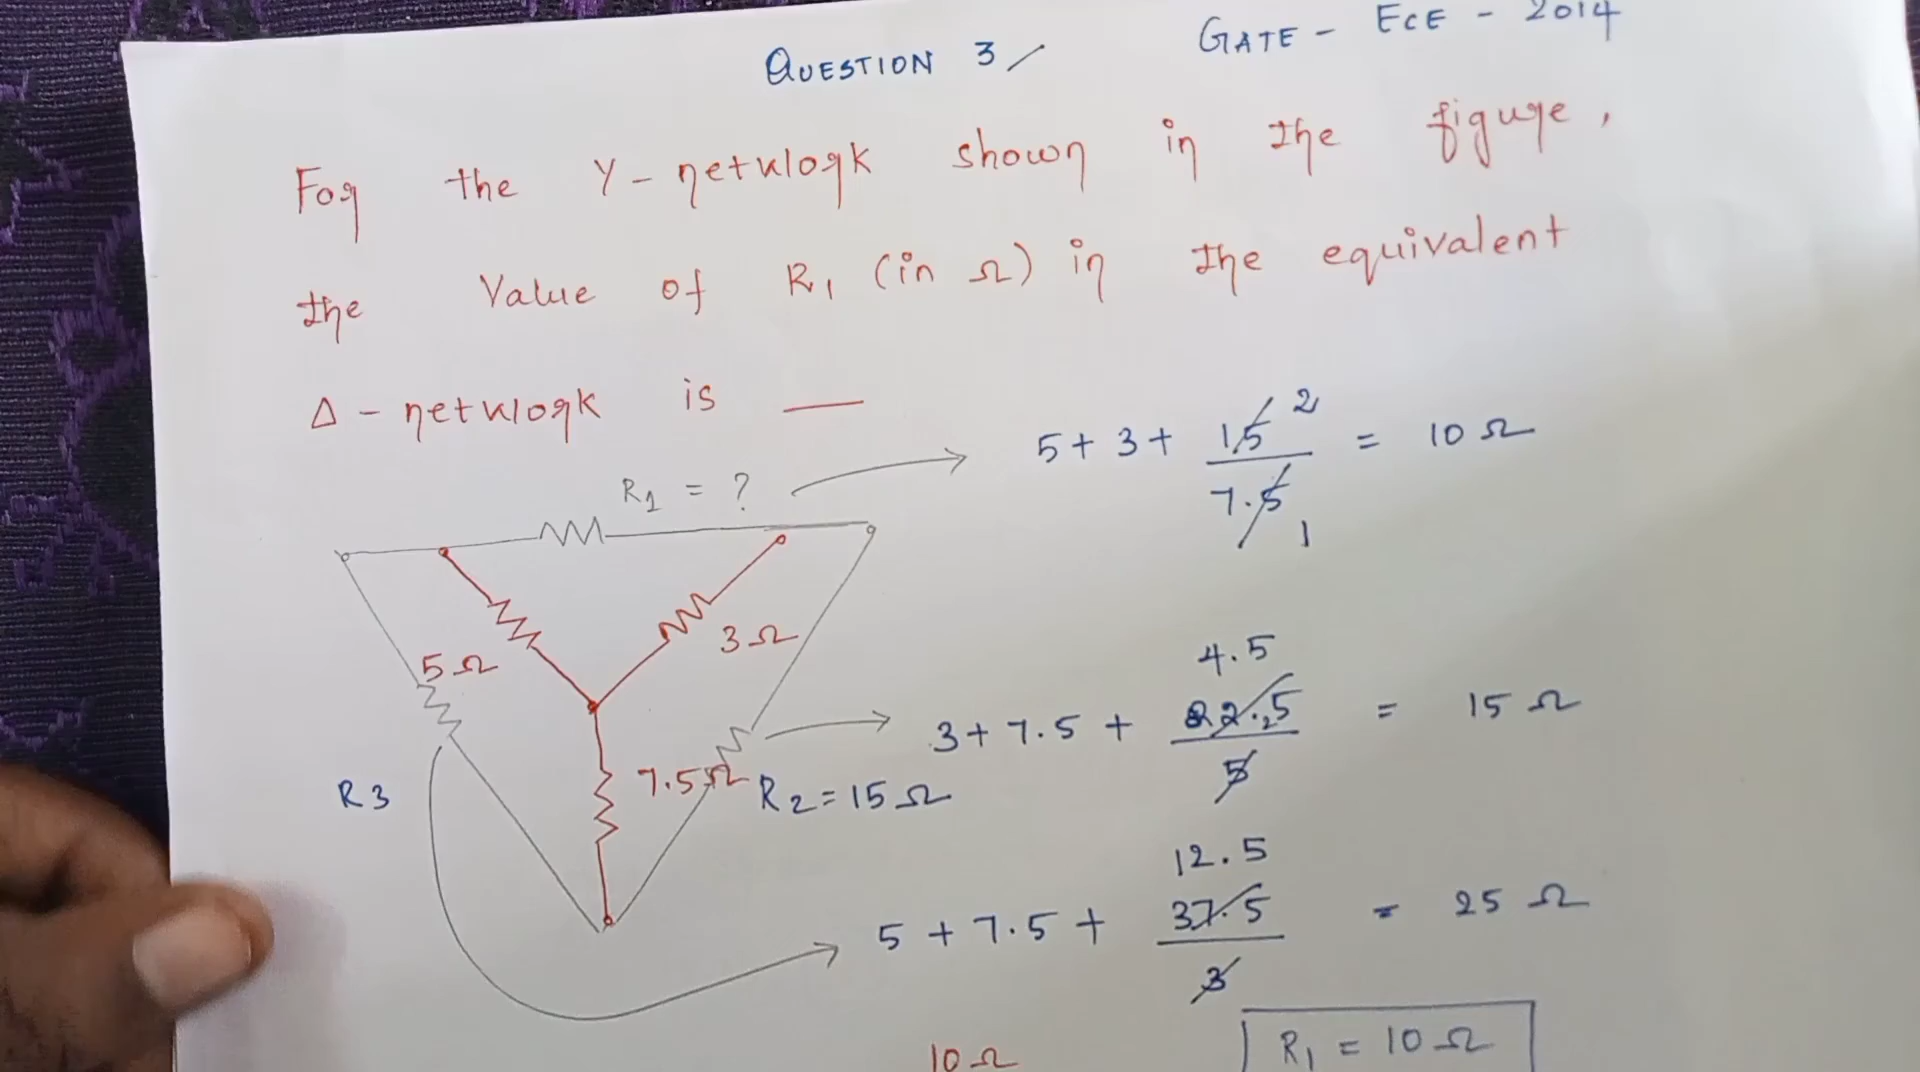 QUESTION 3/
GATE - ECE - 2014
For the Y-network shown in the figure,
the Value of R1 (in Ω) in the equivalent
Δ-network is __
R1 = ?
5 + 3 + 15/7.5 = 10 Ω
2
1
5Ω
3Ω
7.5Ω
R3
R2=15Ω
4.5
3+7.5+ 22.5/5 = 15 Ω
12.5
5 + 7.5 + 37.5/3 = 25 Ω
10Ω
R1 = 10Ω